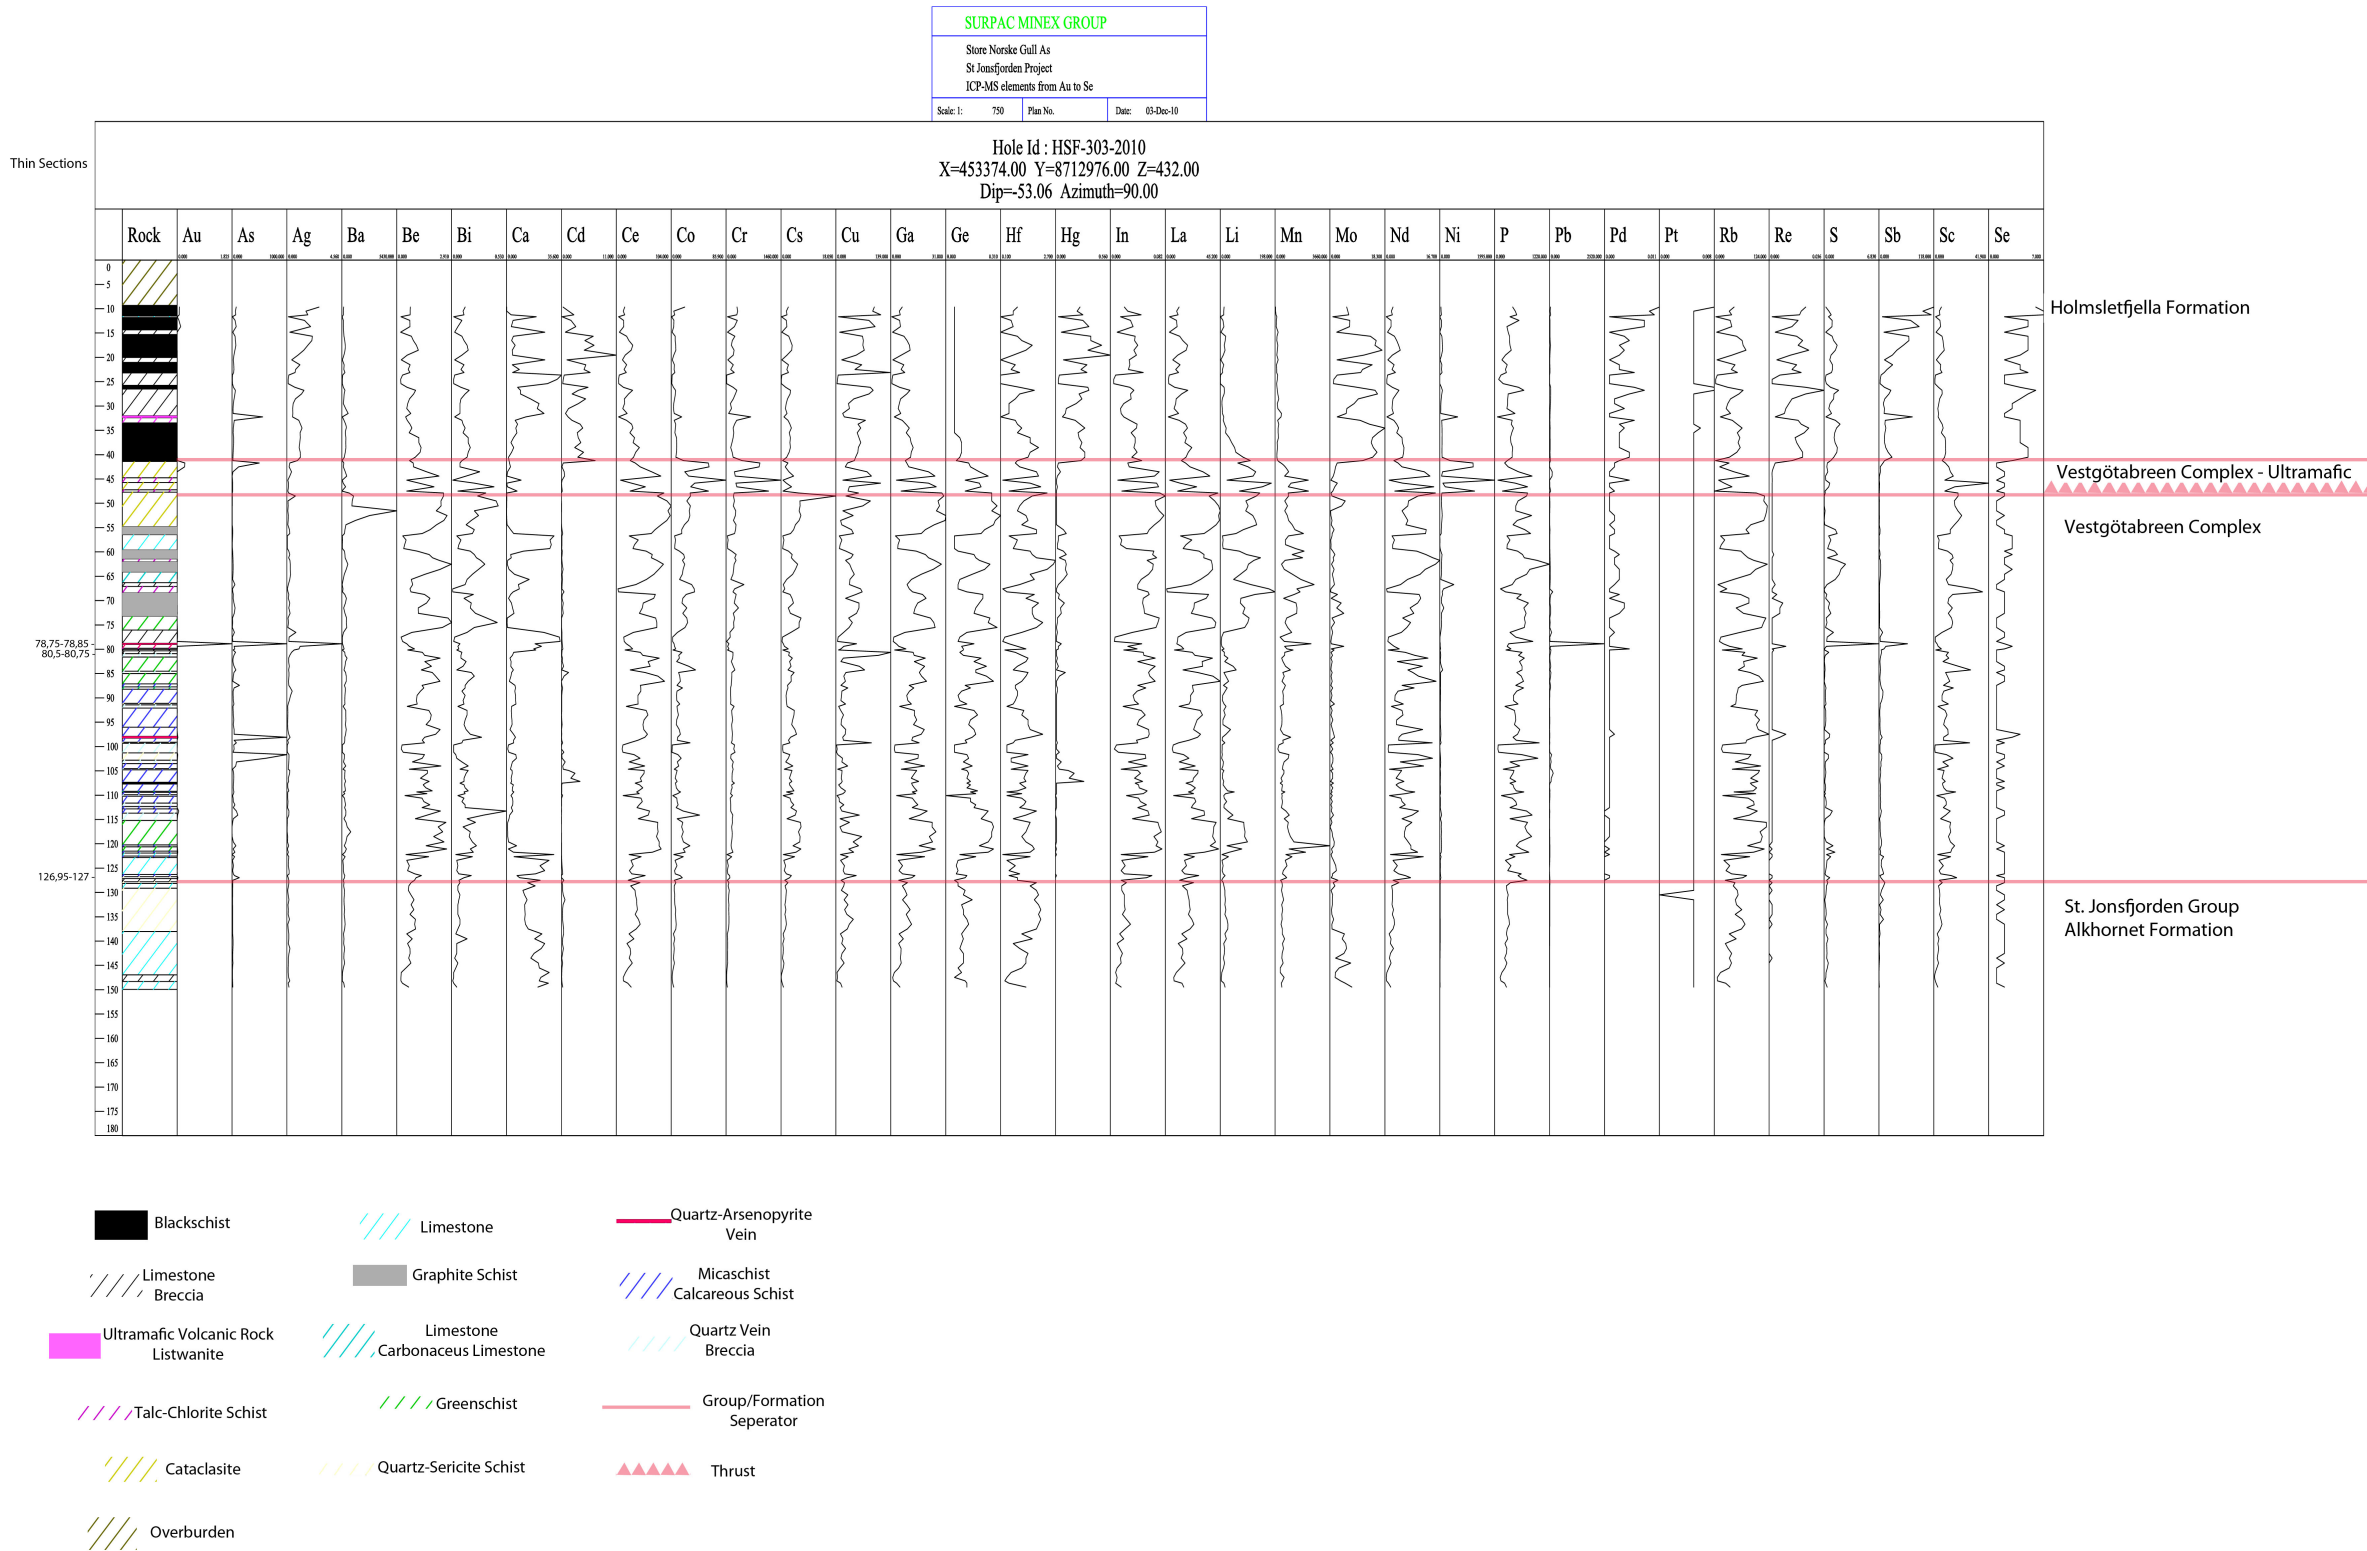 SURPAC MINEX GROUP
Store Norske Gull As
St Jonsfjorden Project
ICP-MS elements from Au to Se
Scale: 1: 750 Plan No. Date: 03-Dec-10
Thin Sections
Hole Id : HSF-303-2010
X=453374.00 Y=8712976.00 Z=432.00
Dip=-53.06 Azimuth=90.00
Rock Au As Ag Ba Be Bi Ca Cd Ce Co Cr Cs Cu Ga Ge Hf Hg In La Li Mn Mo Nd Ni P Pb Pd Pt Rb Re S Sb Sc Se
0
5
10
Holmsletfjella Formation
15
20
25
30
35
40
45
Vestgötabreen Complex - Ultramafic
50
55
Vestgötabreen Complex
60
65
70
75
78,75-78,85
80
80,5-80,75
85
90
95
100
105
110
115
120
125
126,95-127
130
135
St. Jonsfjorden Group
Alkhornet Formation
140
145
150
155
160
165
170
175
180
Blackschist
Limestone
Quartz-Arsenopyrite
Vein
Limestone
Breccia
Graphite Schist
Micaschist
Calcareous Schist
Ultramafic Volcanic Rock
Listwanite
Limestone
Carbonaceus Limestone
Quartz Vein
Breccia
Talc-Chlorite Schist
Greenschist
Group/Formation
Seperator
Cataclasite
Quartz-Sericite Schist
Thrust
Overburden